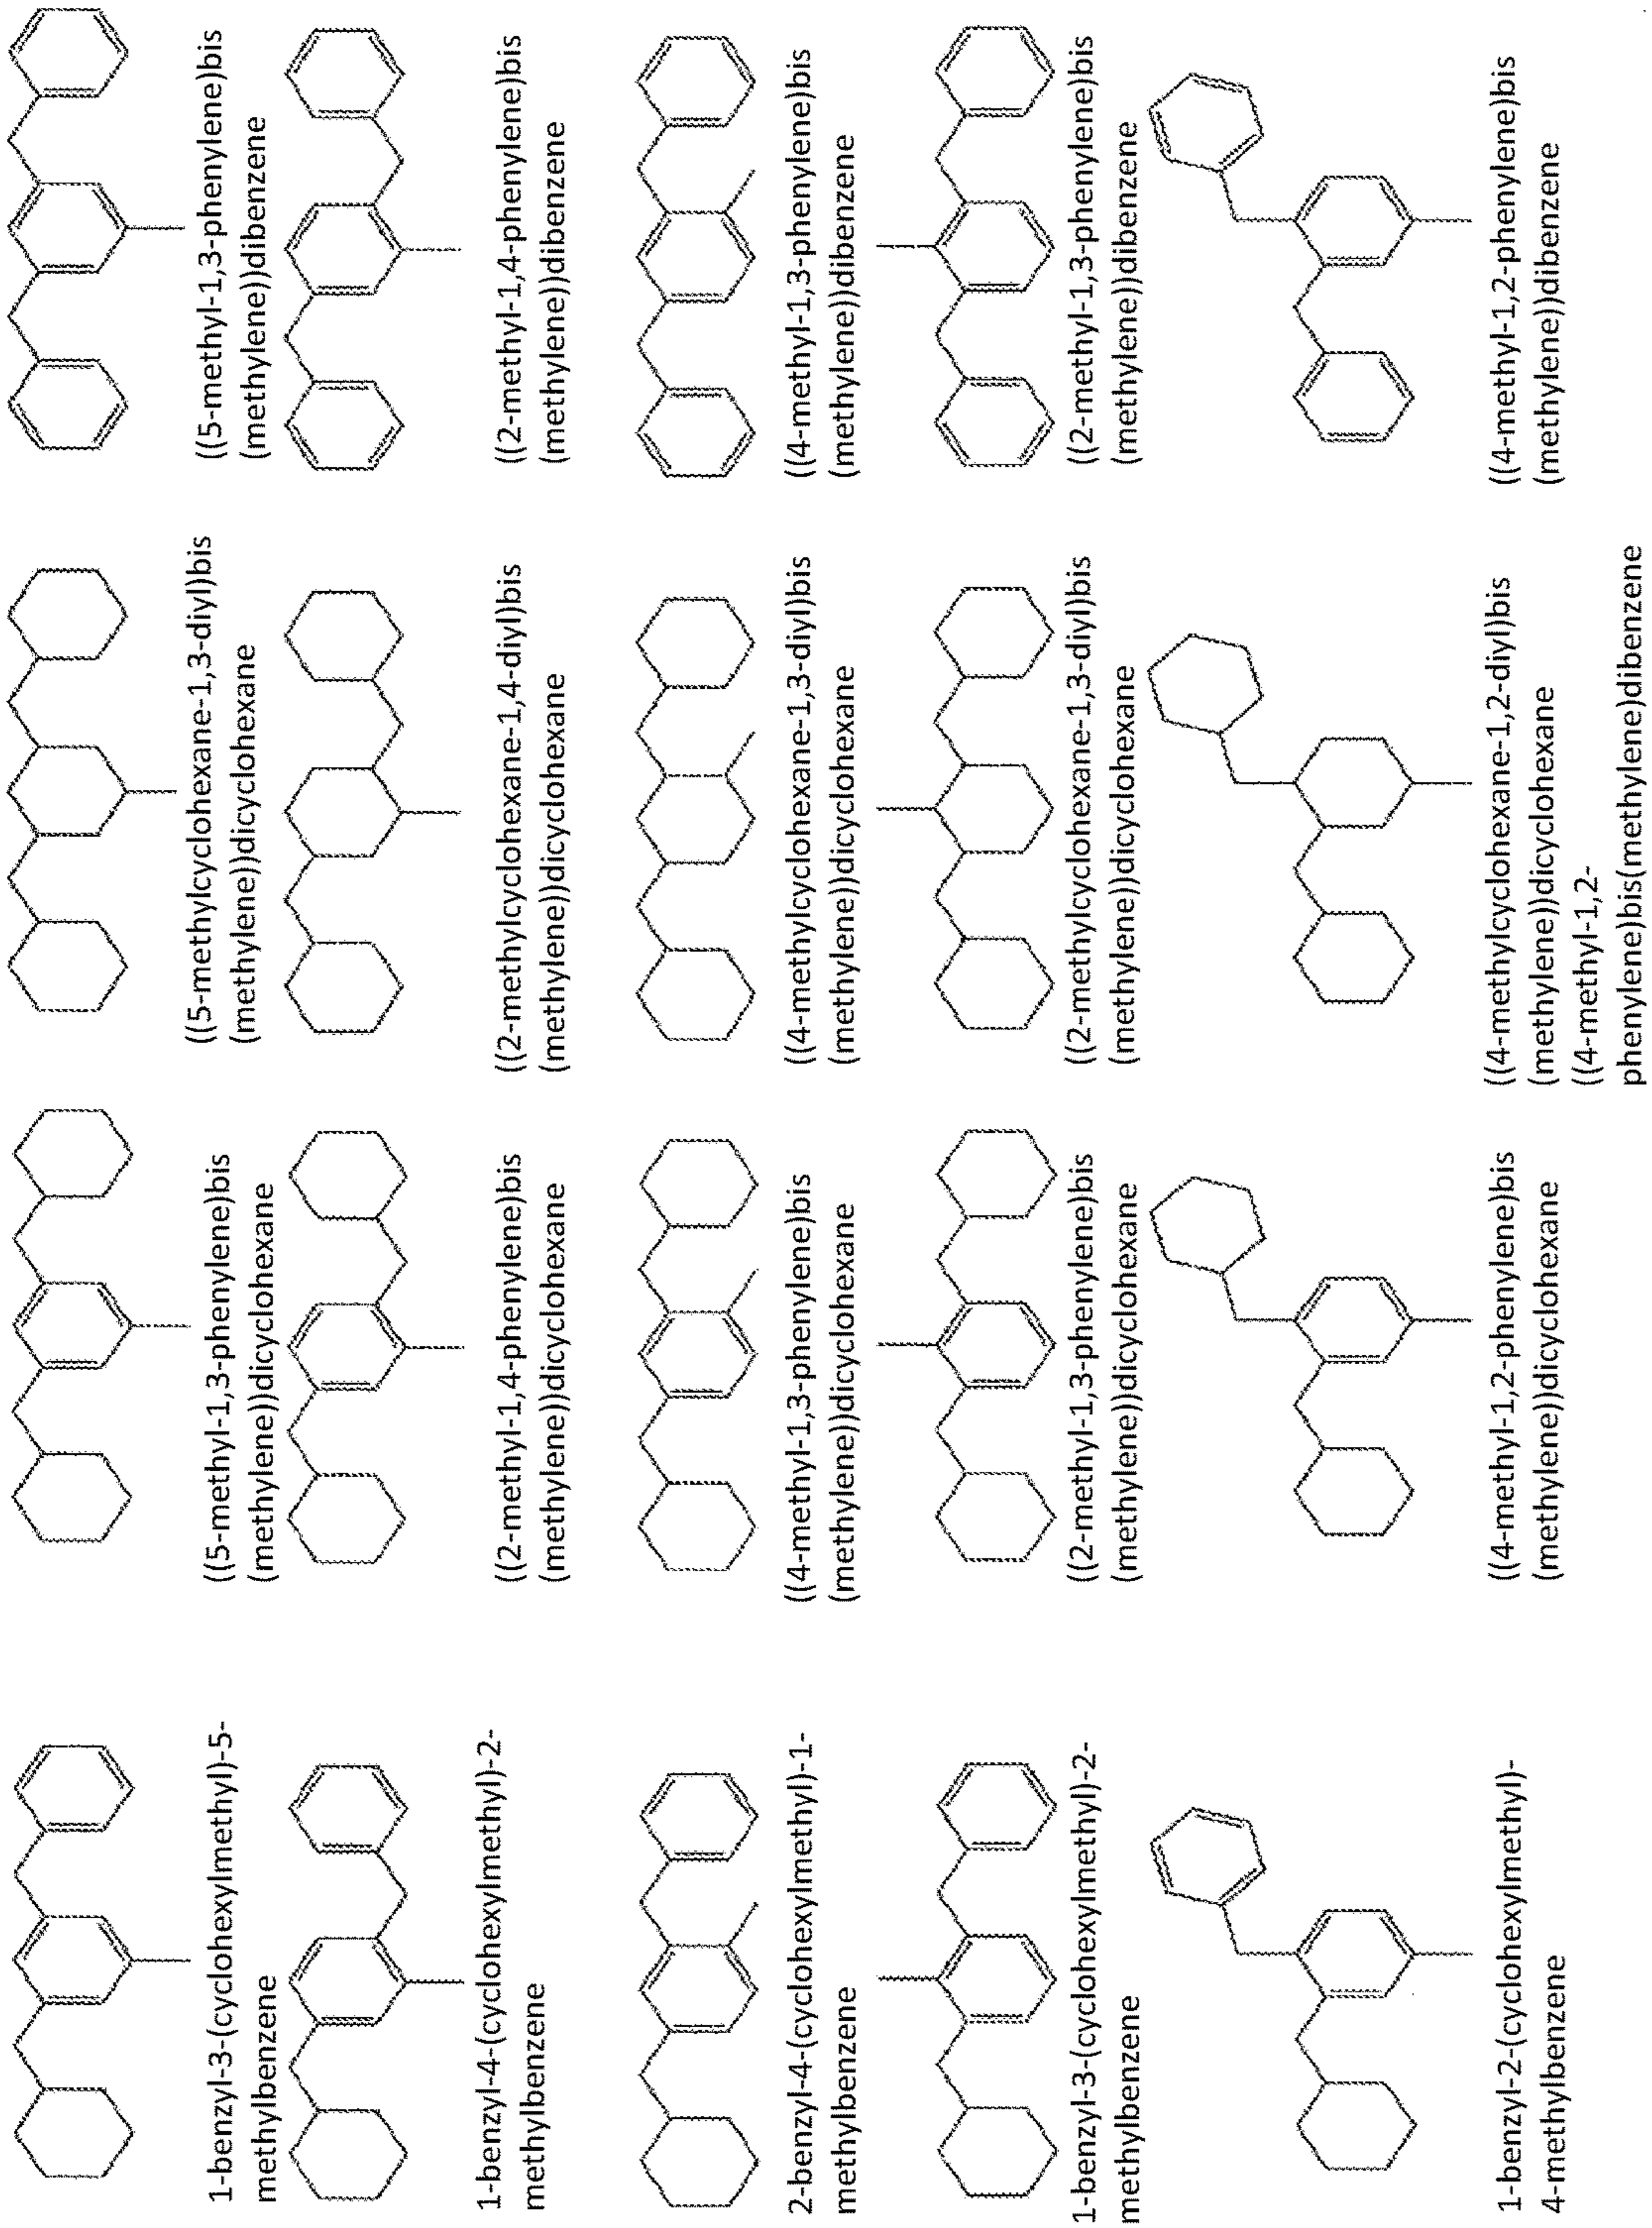 1-benzyl-3-(cyclohexylmethyl)-5-
methylbenzene
((5-methyl-1,3-phenylene)bis
(methylene))dicyclohexane
((5-methylcyclohexane-1,3-diyl)bis
(methylene))dicyclohexane
((5-methyl-1,3-phenylene)bis
(methylene))dibenzene
1-benzyl-4-(cyclohexylmethyl)-2-
methylbenzene
((2-methyl-1,4-phenylene)bis
(methylene))dicyclohexane
((2-methylcyclohexane-1,4-diyl)bis
(methylene))dicyclohexane
((2-methyl-1,4-phenylene)bis
(methylene))dibenzene
2-benzyl-4-(cyclohexylmethyl)-1-
methylbenzene
((4-methyl-1,3-phenylene)bis
(methylene))dicyclohexane
((4-methylcyclohexane-1,3-diyl)bis
(methylene))dicyclohexane
((4-methyl-1,3-phenylene)bis
(methylene))dibenzene
1-benzyl-3-(cyclohexylmethyl)-2-
methylbenzene
((2-methyl-1,3-phenylene)bis
(methylene))dicyclohexane
((2-methylcyclohexane-1,3-diyl)bis
(methylene))dicyclohexane
((2-methyl-1,3-phenylene)bis
(methylene))dibenzene
1-benzyl-2-(cyclohexylmethyl)-
4-methylbenzene
((4-methyl-1,2-phenylene)bis
(methylene))dicyclohexane
((4-methylcyclohexane-1,2-diyl)bis
(methylene))dicyclohexane
((4-methyl-1,2-
phenylene)bis(methylene)dibenzene
((4-methyl-1,2-phenylene)bis
(methylene))dibenzene